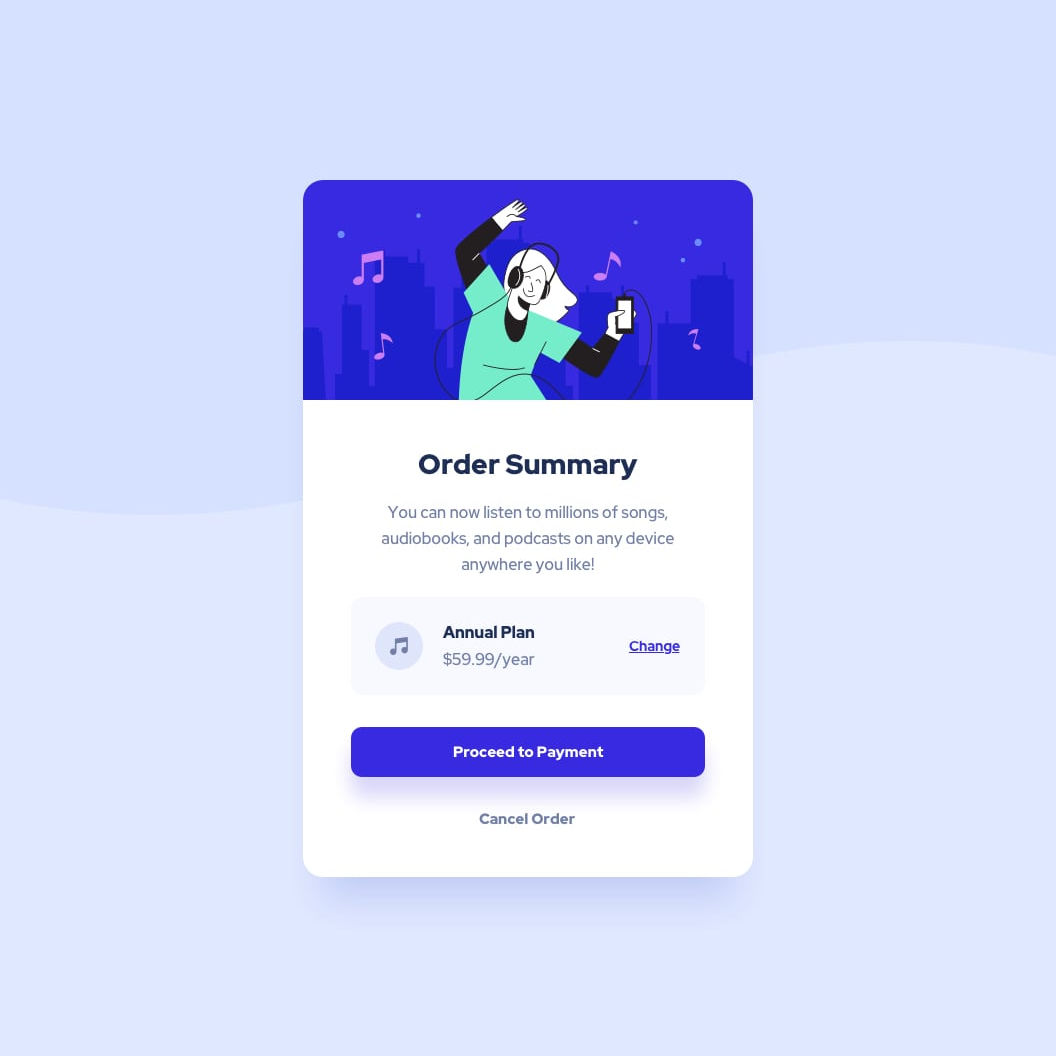 Order Summary
You can now listen to millions of songs,
audiobooks, and podcasts on any device
anywhere you like!
Annual Plan
$59.99/year
Change
Proceed to Payment
Cancel Order